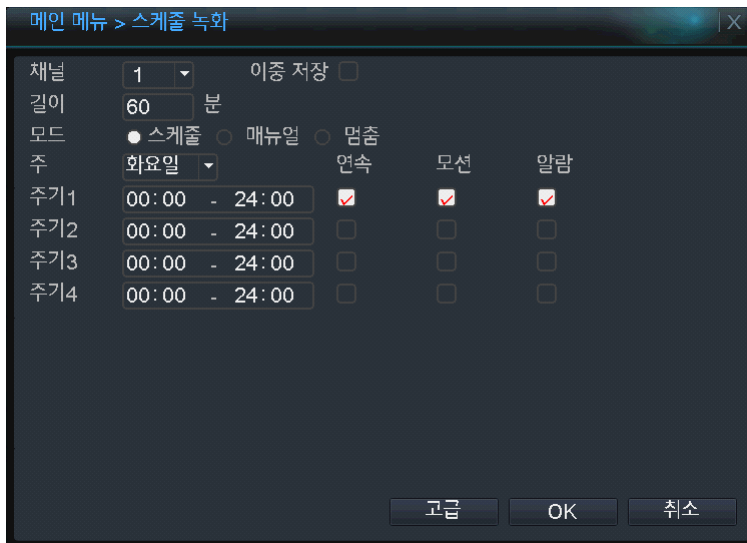 메인 메뉴 > 스케줄 녹화 X
채널 1 이중 저장
길이 60 분
모드 스케줄 매뉴얼 멈춤
주 화요일 연속 모션 알람
주기1 00:00 - 24:00
주기2 00:00 - 24:00
주기3 00:00 - 24:00
주기4 00:00 - 24:00
고급 OK 취소